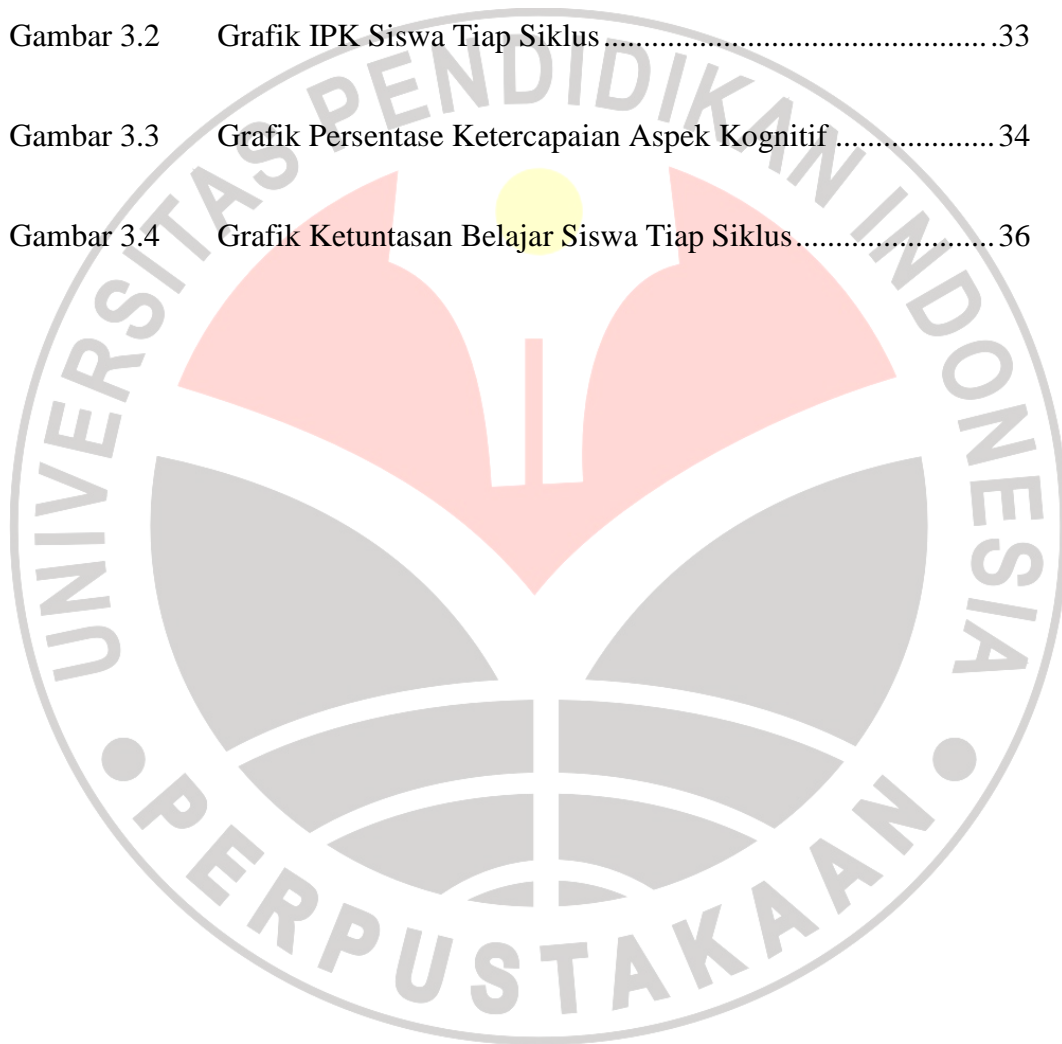 Gambar 3.2 Grafik IPK Siswa Tiap Siklus .............................................. .33
Gambar 3.3 Grafik Persentase Ketercapaian Aspek Kognitif ................... 34
Gambar 3.4 Grafik Ketuntasan Belajar Siswa Tiap Siklus ........................ 36
UNIVERSITAS PENDIDIKAN INDONESIA
PERPUSTAKAAN